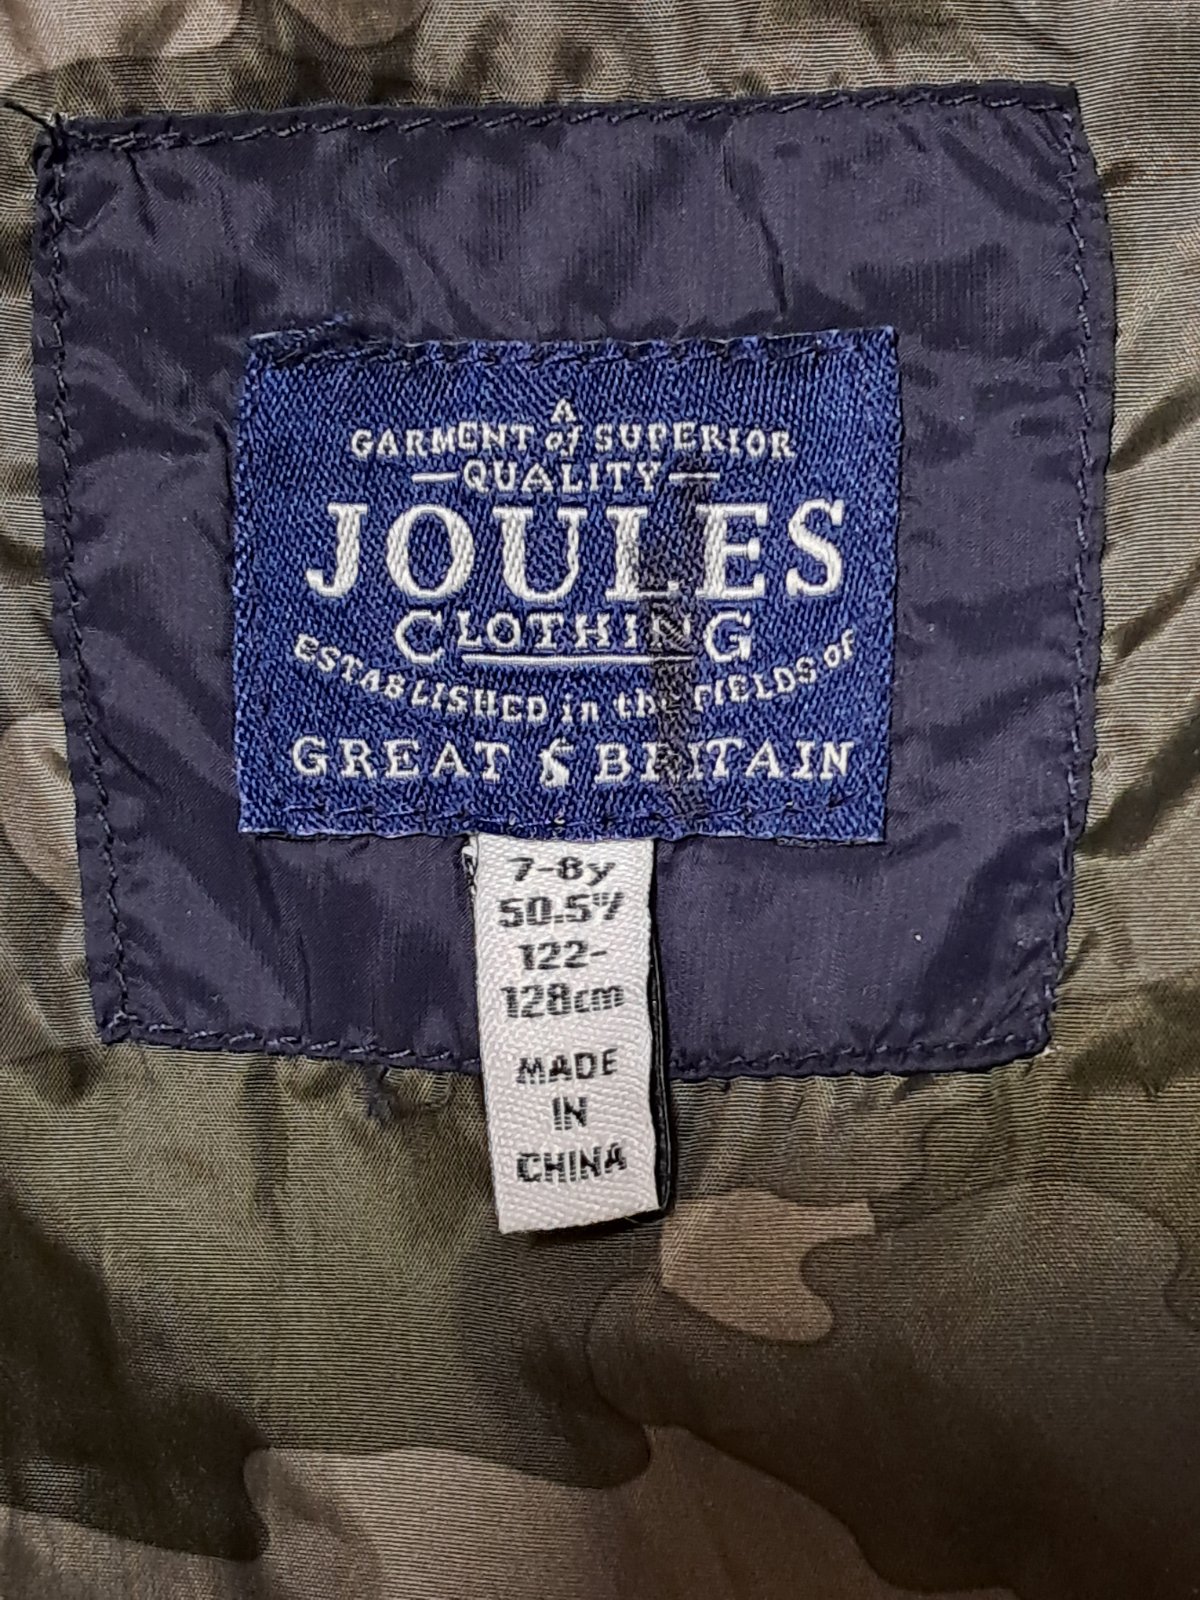 A
GARMENT of SUPERIOR
QUALITY
JOULES
CLOTHING
ESTABLISHED in the FIELDS OF
GREAT BRITAIN
7-8y
50.5"/
122-
128cm
MADE
IN
CHINA